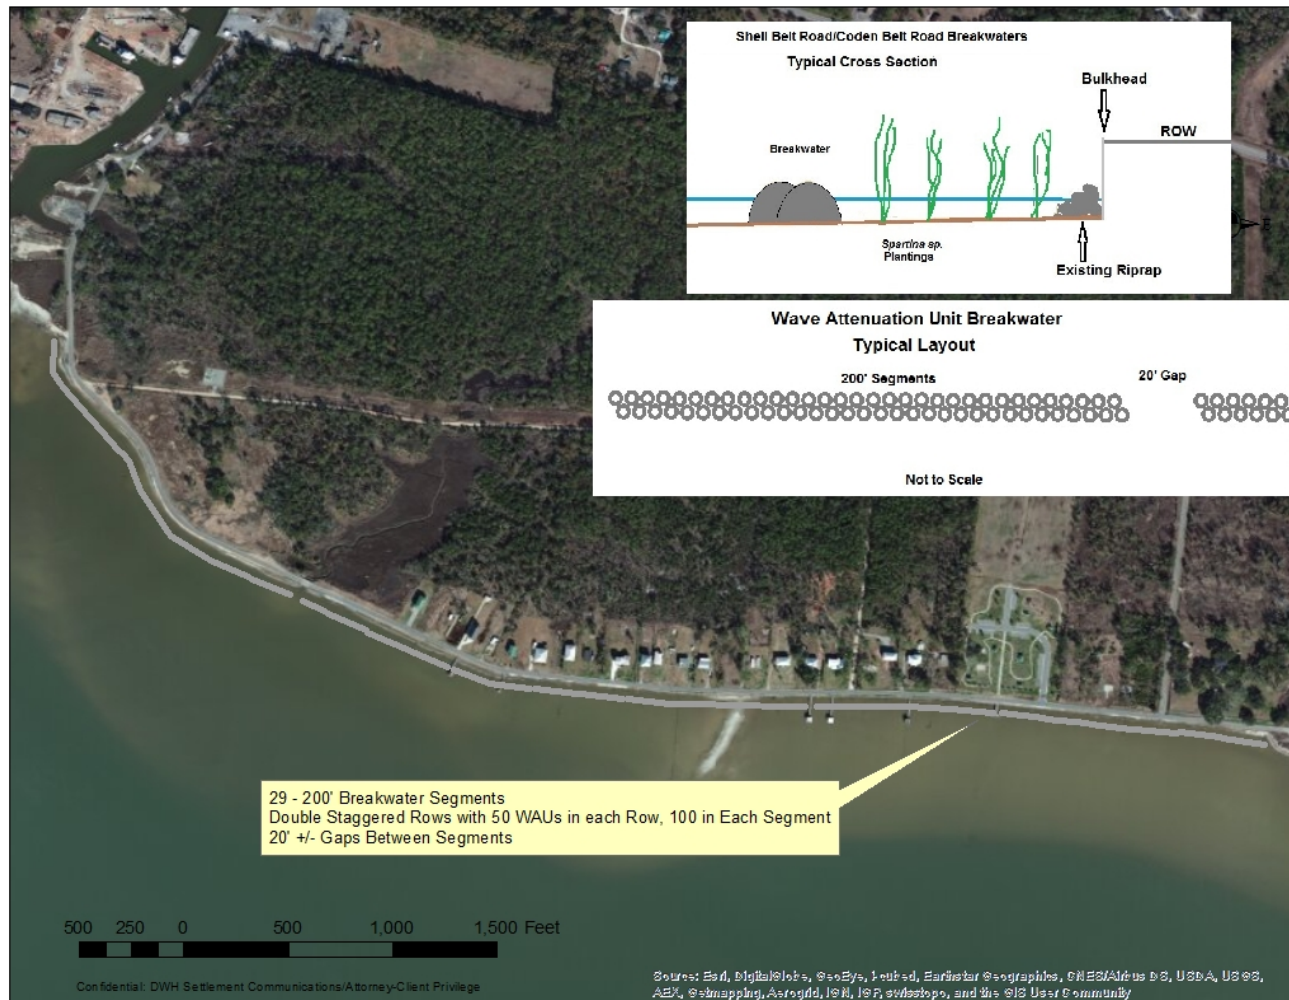 Shell Belt Road/Coden Belt Road Breakwaters
Typical Cross Section
Bulkhead
ROW
Breakwater
Spartina sp.
Plantings
Existing Riprap
Wave Attenuation Unit Breakwater
Typical Layout
200' Segments
20' Gap
Not to Scale
29 - 200' Breakwater Segments
Double Staggered Rows with 50 WAUs in each Row, 100 in Each Segment
20' +/- Gaps Between Segments
500 250 0 500 1,000 1,500 Feet
Confidential: DWH Settlement Communications/Attorney-Client Privilege
Source: Esri, DigitalGlobe, GeoEye, i-cubed, Earthstar Geographics, CNES/Airbus DS, USDA, USGS,
AEX, Getmapping, Aerogrid, IGN, IGP, swisstopo, and the GIS User Community